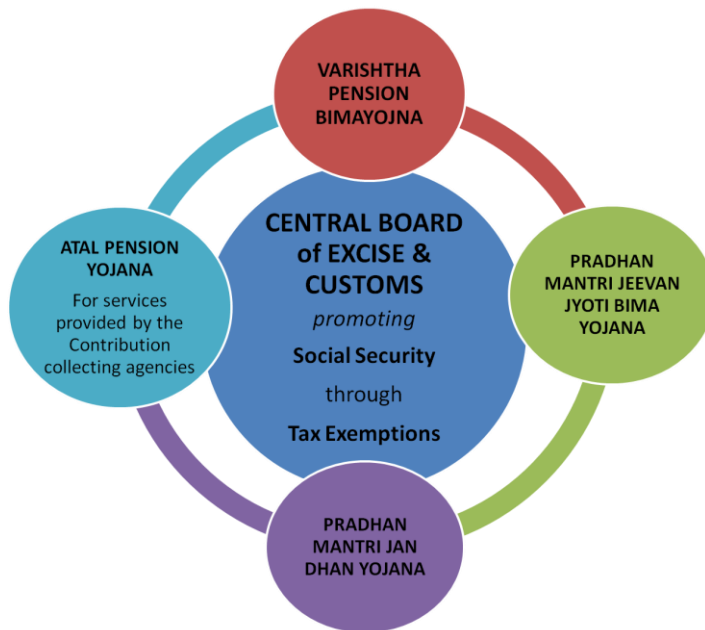 VARISHTHA
PENSION
BIMAYOJNA
CENTRAL BOARD
of EXCISE &
CUSTOMS
promoting
Social Security
through
Tax Exemptions
ATAL PENSION
YOJANA
For services
provided by the
Contribution
collecting agencies
PRADHAN
MANTRI JEEVAN
JYOTI BIMA
YOJANA
PRADHAN
MANTRI JAN
DHAN YOJANA